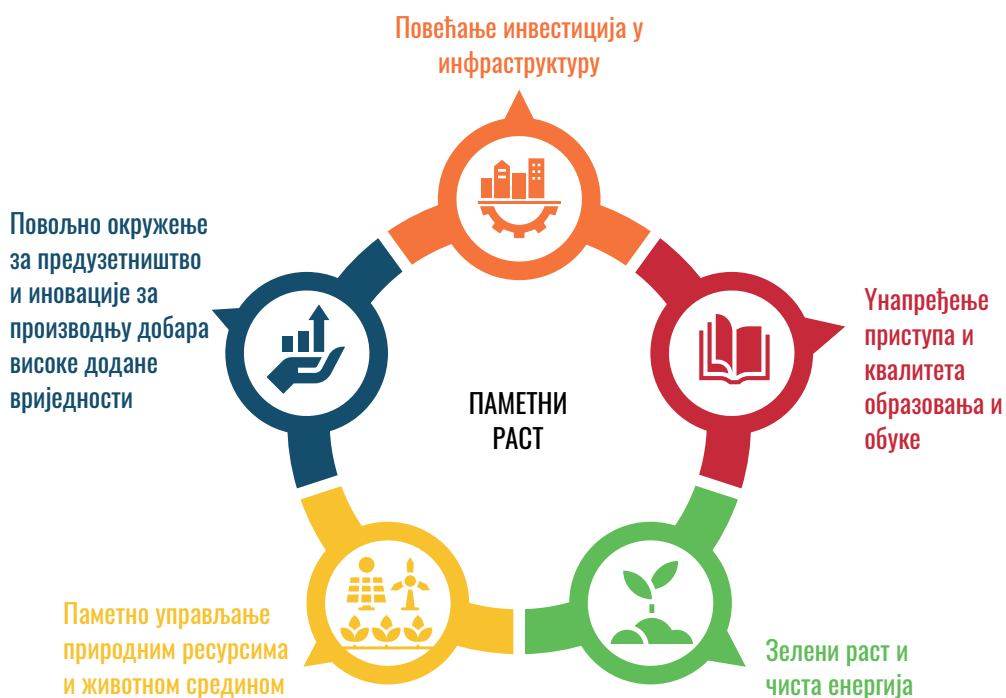 Повећање инвестиција у
инфраструктуру
Унапређење
приступа и
квалитета
образовања и
обуке
Зелени раст и
чиста енергија
Паметно управљање
природним ресурсима
и животном средином
Повољно окружење
за предузетништво
и иновације за
производњу добара
високе додане
вриједности
ПАМЕТНИ
РАСТ